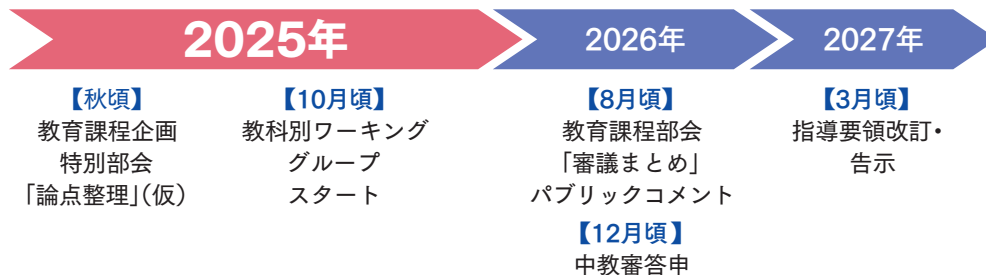 2025年
2026年
2027年
【秋頃】
教育課程企画
特別部会
「論点整理」(仮)
【10月頃】
教科別ワーキング
グループ
スタート
【8月頃】
教育課程部会
「審議まとめ」
パブリックコメント
【12月頃】
中教審答申
【3月頃】
指導要領改訂・
告示